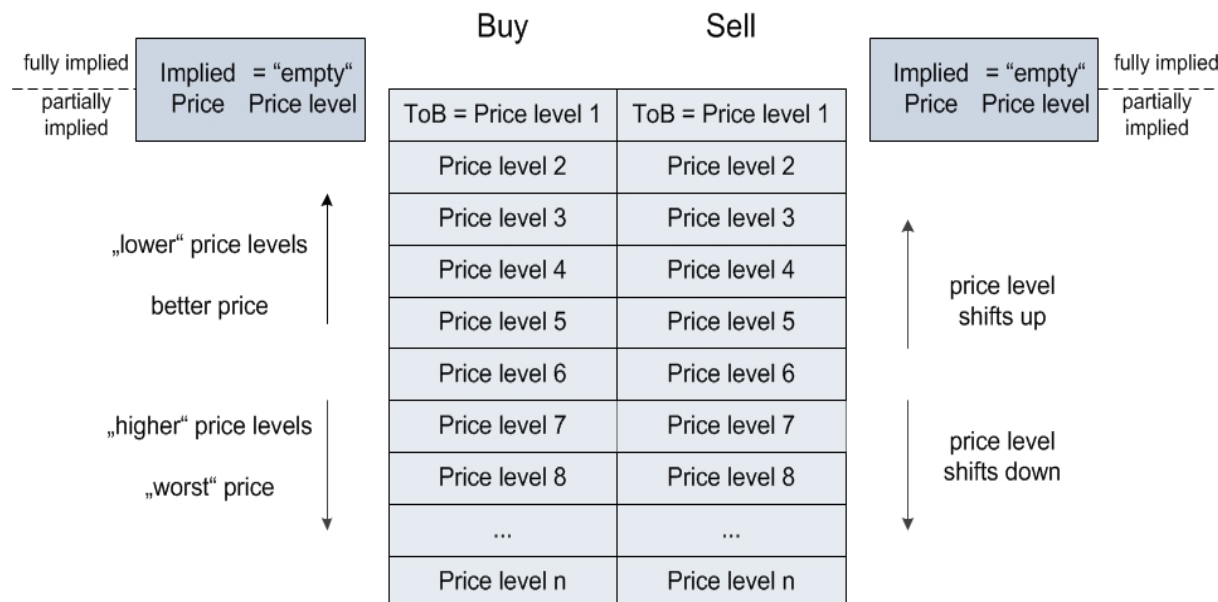 Buy Sell
fully implied
partially
implied
Implied = “empty“
Price Price level
Implied = “empty“
Price Price level
fully implied
partially
implied
ToB = Price level 1 ToB = Price level 1
Price level 2 Price level 2
Price level 3 Price level 3
Price level 4 Price level 4
Price level 5 Price level 5
Price level 6 Price level 6
Price level 7 Price level 7
Price level 8 Price level 8
... ...
Price level n Price level n
„lower“ price levels
better price
„higher“ price levels
„worst“ price
price level
shifts up
price level
shifts down